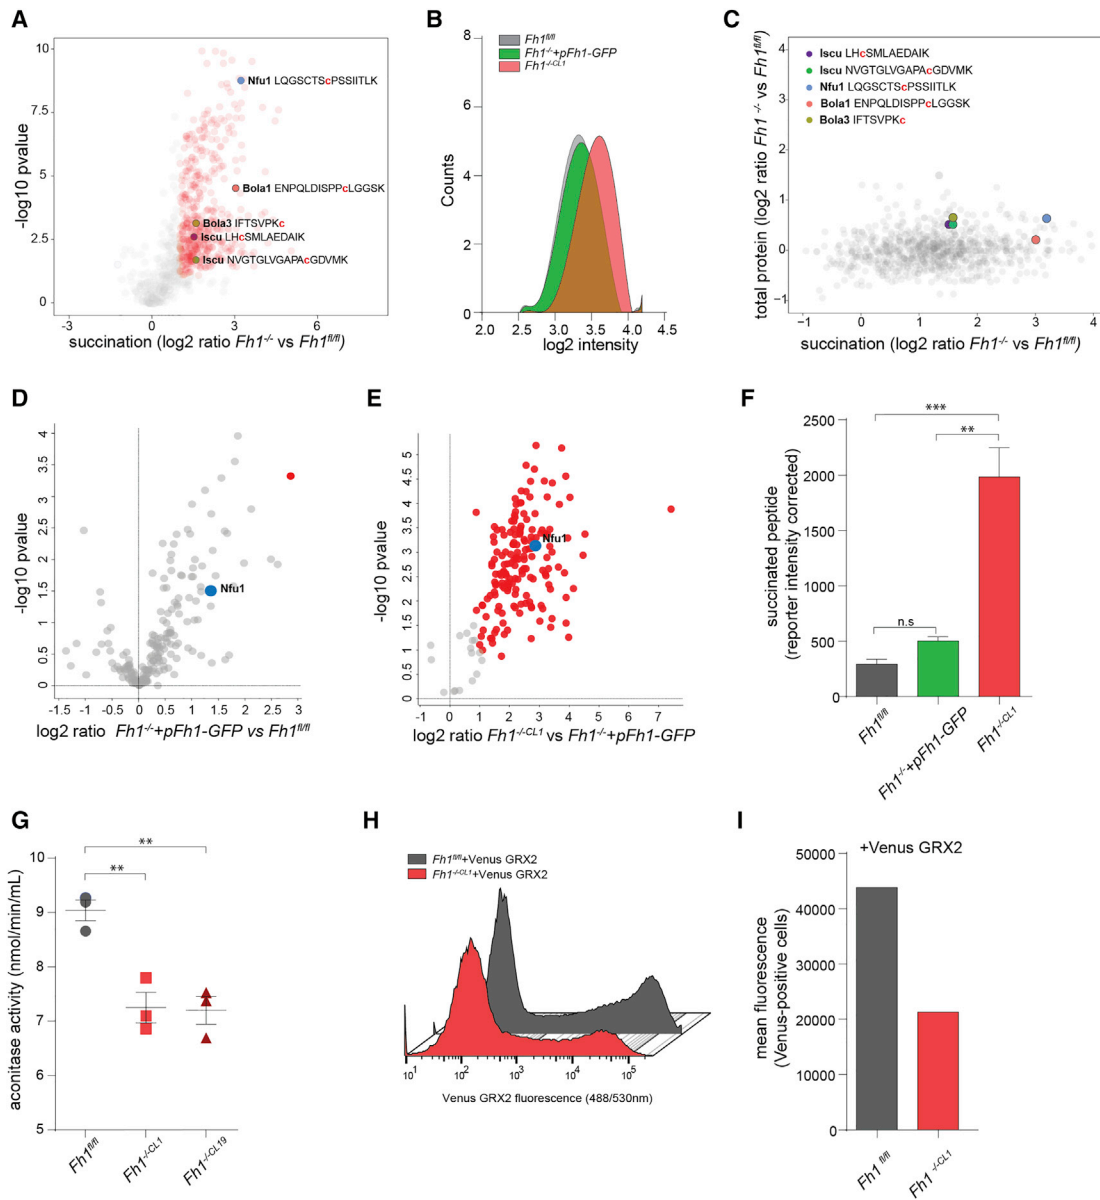 A
-log10 pvalue
10
7.5
5
2.5
0
-3
0
3
6
Nfu1 LQGSCTScPSSIITLK
Bola1 ENPQLDISPPcLGGSK
Bola3 IFTSVPKc
Iscu LHcSMLAEDAIK
Iscu NVGTGLVGAPAcGDVMK
succination (log2 ratio Fh1-/- vs Fh1fl/fl)
B
Fh1fl/fl
Fh1-/-+pFh1-GFP
Fh1-/-CL1
Counts
8
6
4
2
0
2.0
2.5
3.0
3.5
4.0
4.5
log2 intensity
C
total protein (log2 ratio Fh1 -/- vs Fh1fl/fl)
4
3
2
1
0
-1
Iscu LHcSMLAEDAIK
Iscu NVGTGLVGAPAcGDVMK
Nfu1 LQGSCTScPSSIITLK
Bola1 ENPQLDISPPcLGGSK
Bola3 IFTSVPKc
-1
0
1
2
3
4
succination (log2 ratio Fh1-/- vs Fh1fl/fl)
D
-log10 pvalue
4
3.5
3
2.5
2
1.5
1
0.5
0
Nfu1
-1.5
-1
-0.5
0
0.5
1
1.5
2
2.5
3
log2 ratio Fh1-/-+pFh1-GFP vs Fh1fl/fl
E
-log10 pvalue
5
4.5
4
3.5
3
2.5
2
1.5
1
0.5
0
Nfu1
-1
0
1
2
3
4
5
6
7
log2 ratio Fh1-/-CL1 vs Fh1-/-+pFh1-GFP
F
succinated peptide
(reporter intensity corrected)
2500
2000
1500
1000
500
0
***
**
n.s
Fh1fl/fl
Fh1-/-+pFh1-GFP
Fh1-/-CL1
G
aconitase activity (nmol/min/mL)
10
9
8
7
6
5
**
**
Fh1fl/fl
Fh1-/-CL1
Fh1-/-CL19
H
Fh1fl/fl+Venus GRX2
Fh1-/-CL1+Venus GRX2
101
102
103
104
105
Venus GRX2 fluorescence (488/530nm)
I
+Venus GRX2
mean fluorescence
(Venus-positive cells)
50000
40000
30000
20000
10000
0
Fh1 fl/fl
Fh1 -/-CL1